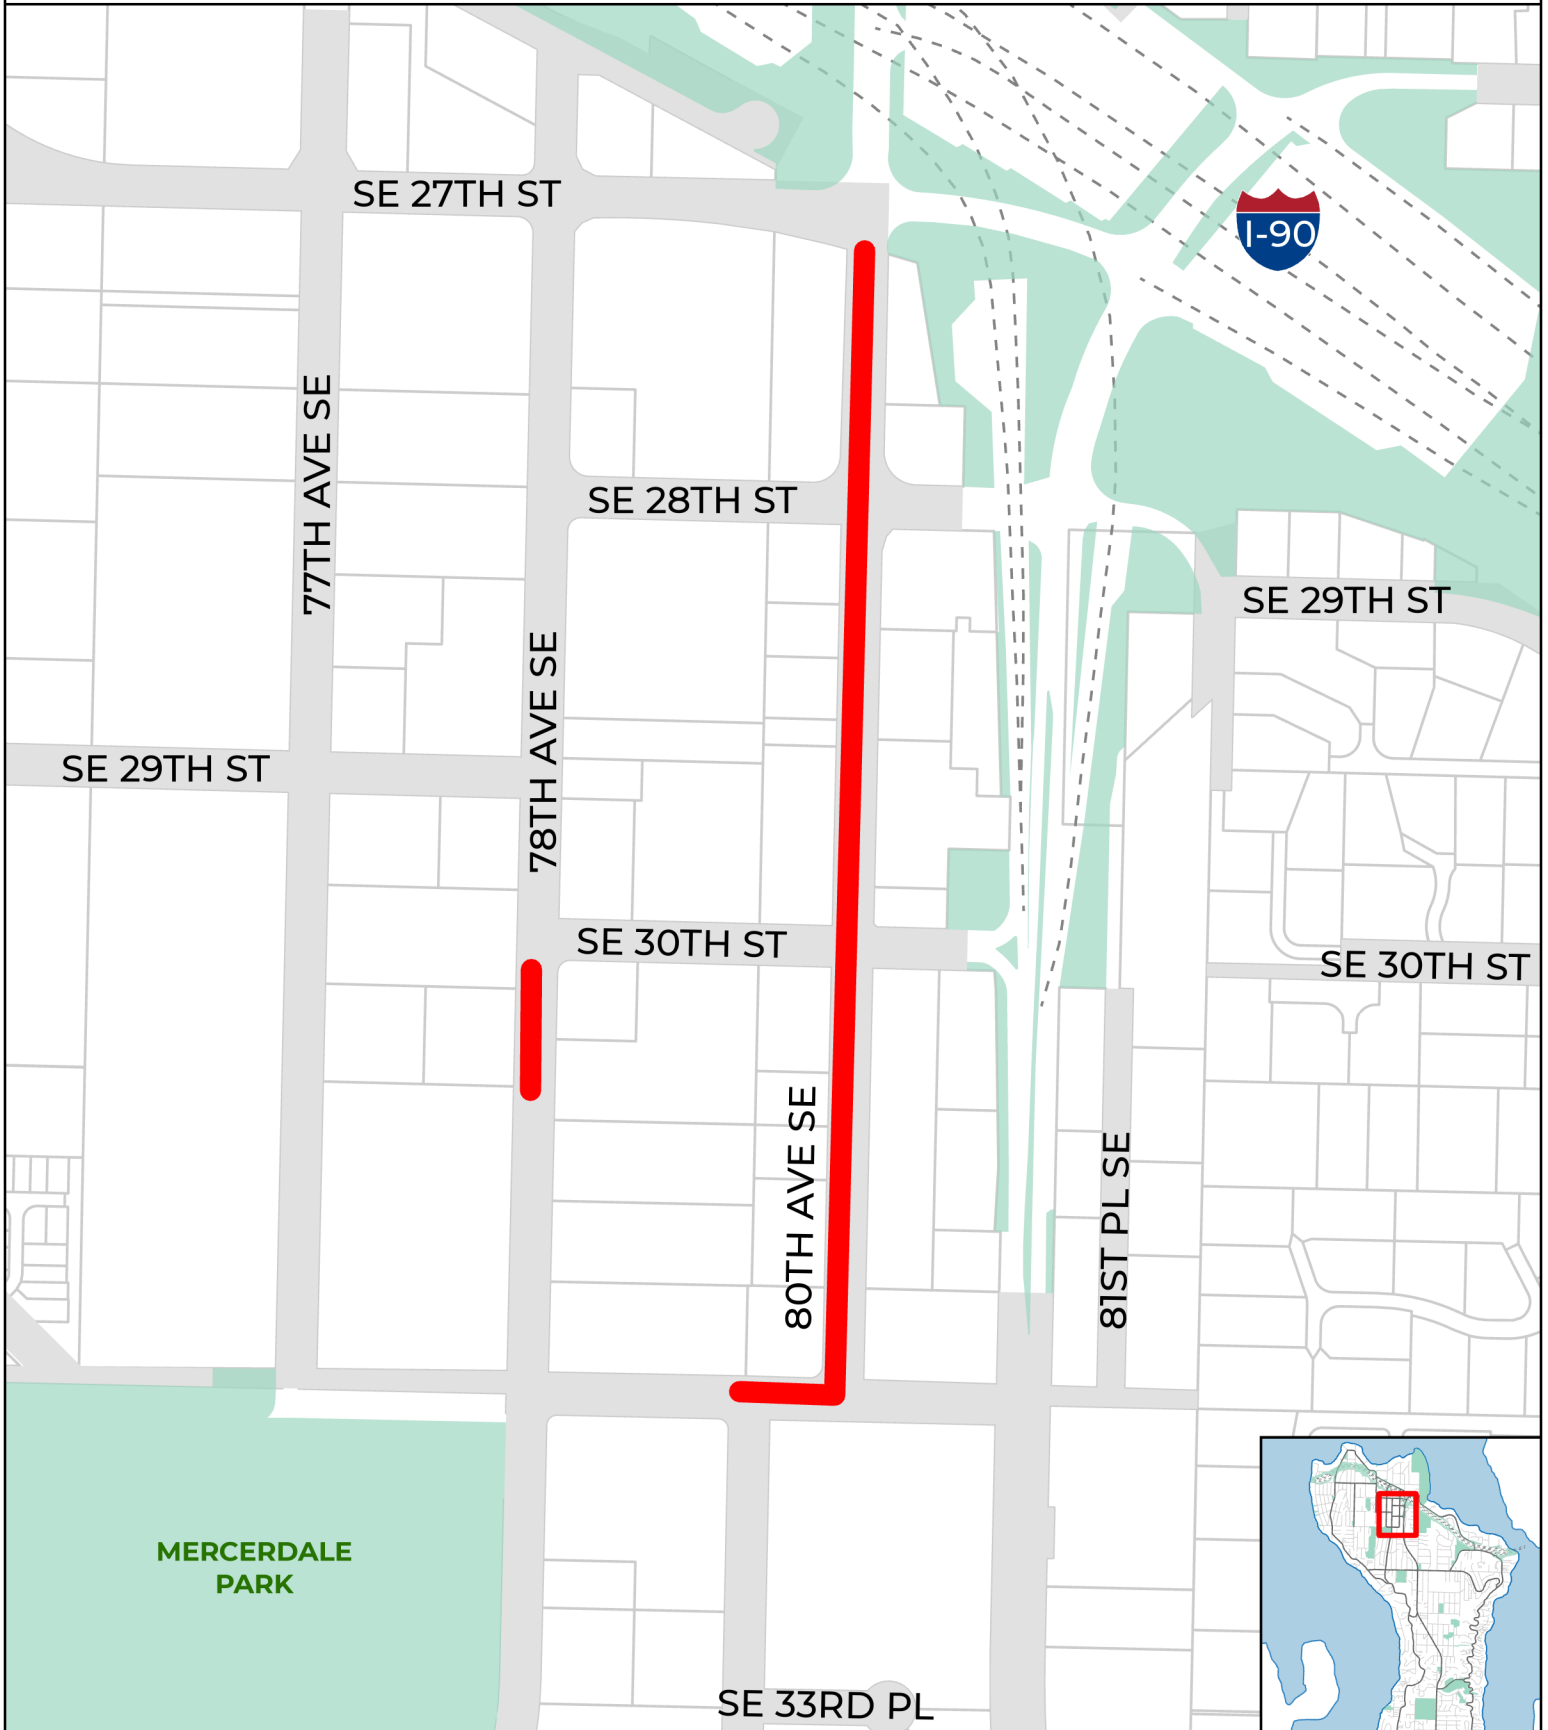 SE 27TH ST
I-90
77TH AVE SE
SE 28TH ST
SE 29TH ST
78TH AVE SE
SE 29TH ST
SE 30TH ST
SE 30TH ST
80TH AVE SE
81ST PL SE
MERCERDALE
PARK
SE 33RD PL